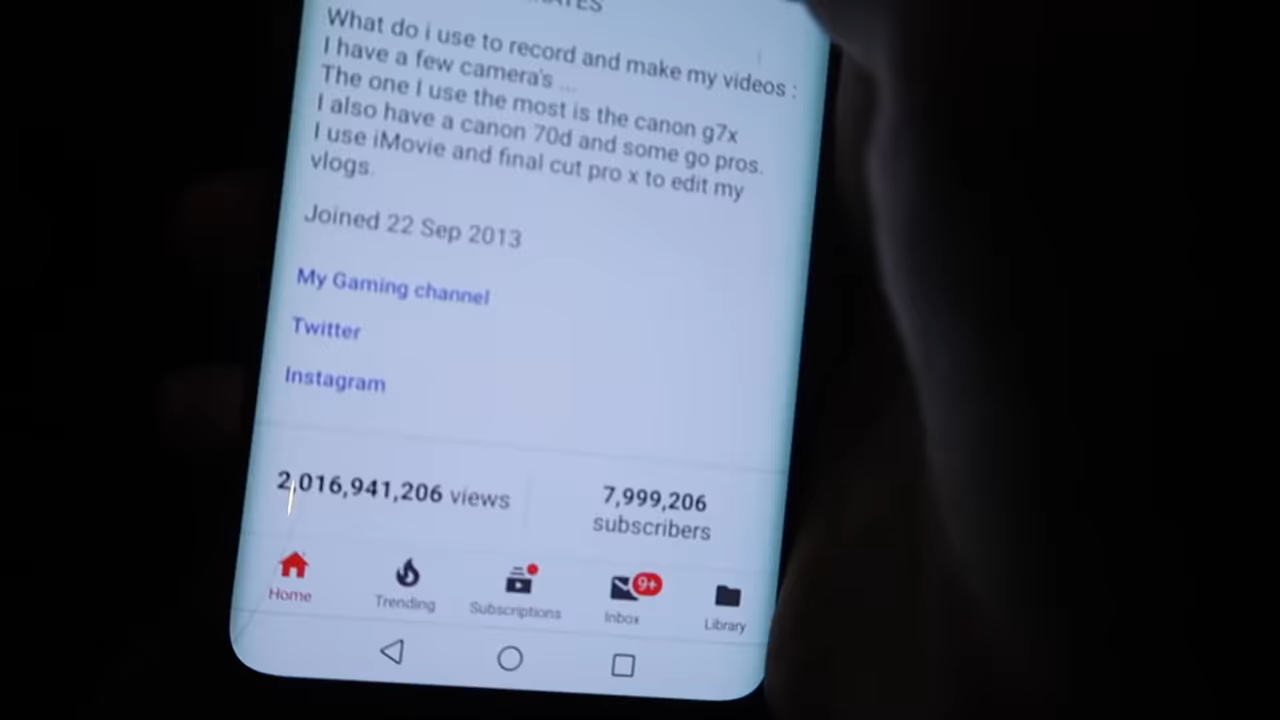 What do i use to record and make my videos :
I have a few camera's ...
The one I use the most is the canon g7x
I also have a canon 70d and some go pros.
I use iMovie and final cut pro x to edit my
vlogs.
Joined 22 Sep 2013
My Gaming channel
Twitter
Instagram
2,016,941,206 views
7,999,206
subscribers
9+
Home
Trending
Subscriptions
Inbox
Library